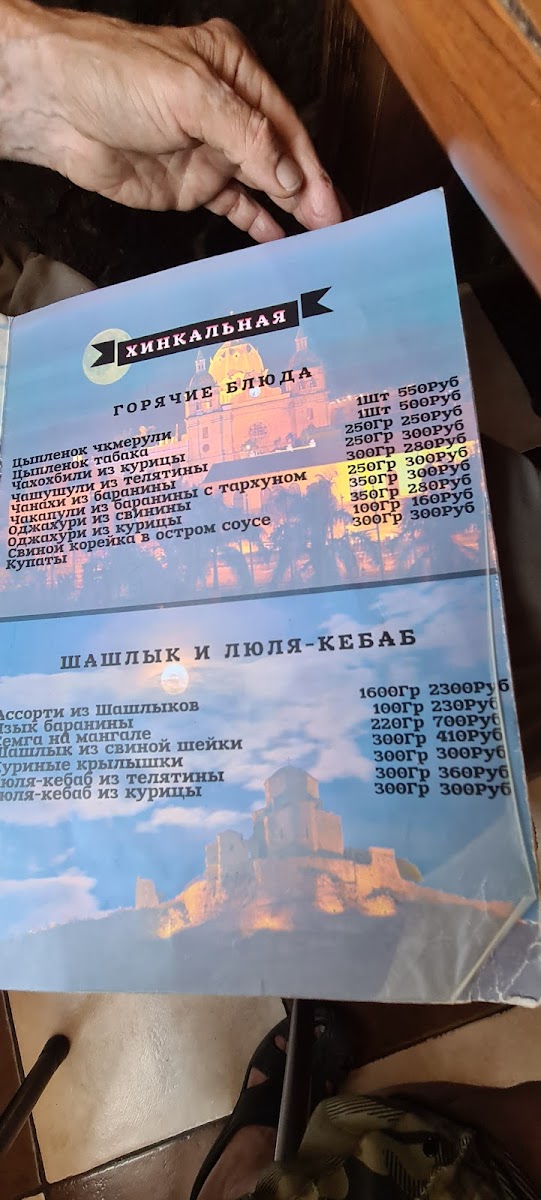 ХИНКАЛЬНАЯ
ГОРЯЧИЕ БЛЮДА
Цыпленок чкмерули 1шт 550Руб
Цыпленок табака 1шт 500Руб
Чахохбили из курицы 250гр 250Руб
Чашушули из телятины 250гр 300Руб
Чанахи из баранины 300гр 280Руб
Чакапули из баранины с тархуном 250гр 300Руб
Оджахури из свинины 350гр 300Руб
Оджахури из курицы 350гр 280Руб
Свиной корейка в остром соусе 100гр 160Руб
Купаты 300гр 300Руб
ШАШЛЫК И ЛЮЛЯ-КЕБАБ
Ассорти из Шашлыков 1600гр 2300Руб
Язык баранины 100гр 230Руб
Семга на мангале 220гр 700Руб
Шашлык из свиной шейки 300гр 410Руб
уриные крылышки 300гр 300Руб
юля-кебаб из телятины 300гр 360Руб
юля-кебаб из курицы 300гр 300Руб